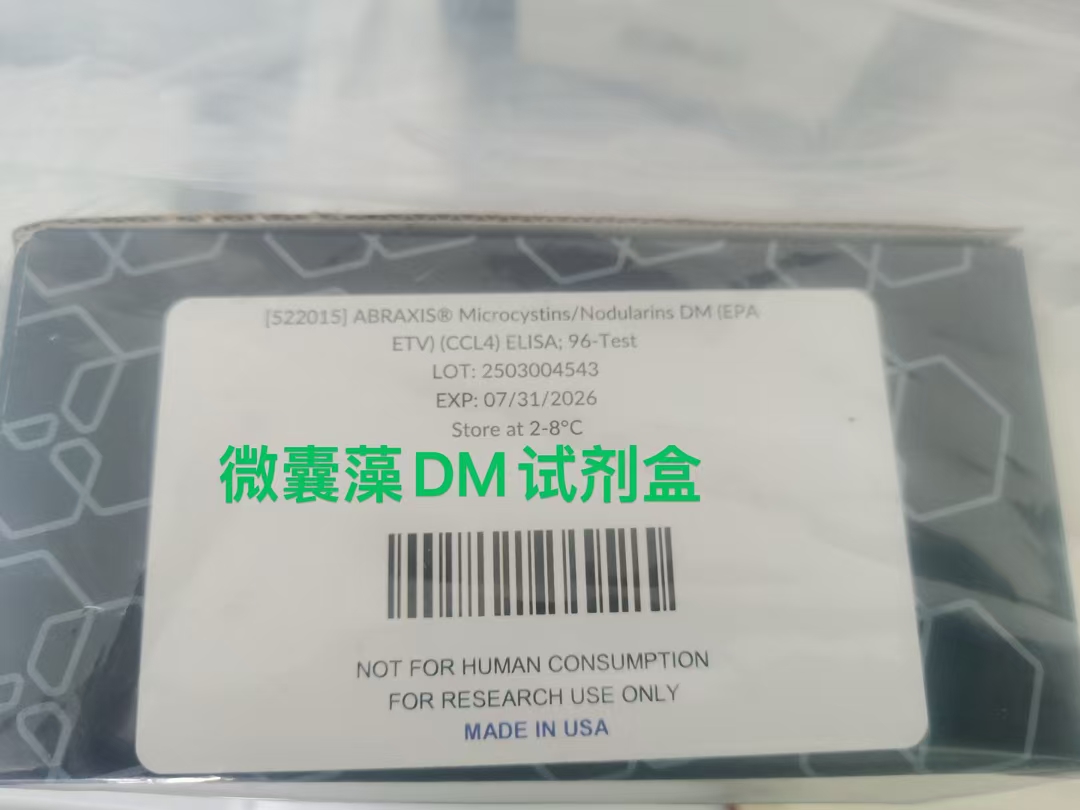 [522015] ABRAXIS® Microcystins/Nodularins DM (EPA
ETV) (CCL4) ELISA; 96-Test
LOT: 2503004543
EXP: 07/31/2026
Store at 2-8°C
微囊藻DM试剂盒
NOT FOR HUMAN CONSUMPTION
FOR RESEARCH USE ONLY
MADE IN USA